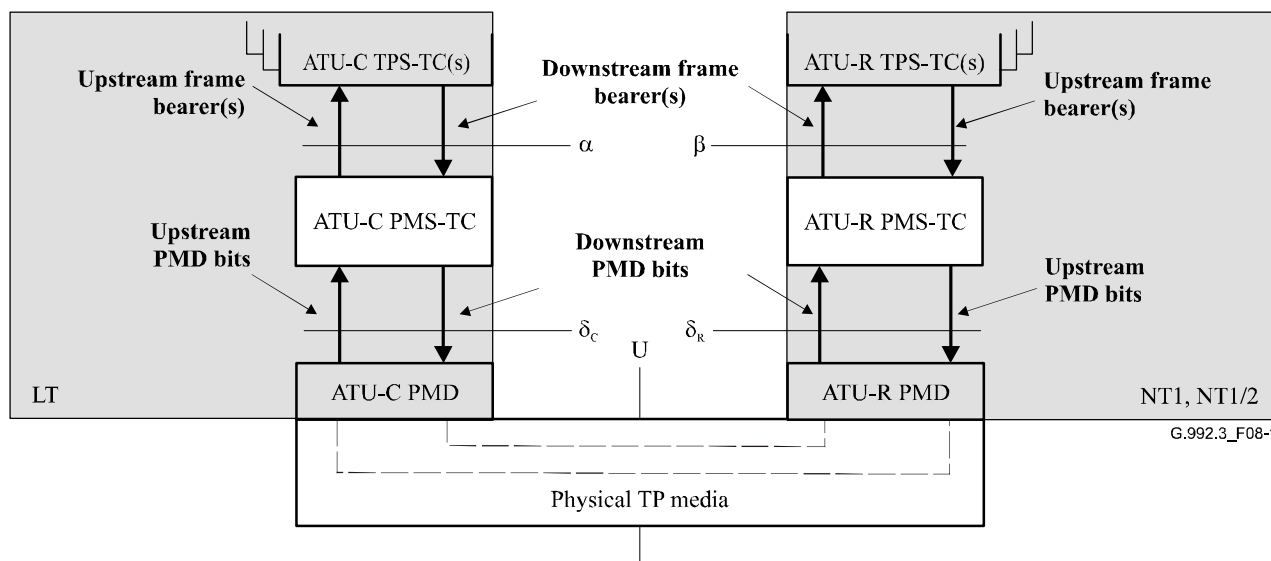 ATU-C TPS-TC(s)
ATU-R TPS-TC(s)
Upstream frame
bearer(s)
Downstream frame
bearer(s)
Upstream frame
bearer(s)
α
β
ATU-C PMS-TC
ATU-R PMS-TC
Upstream
PMD bits
Downstream
PMD bits
Upstream
PMD bits
δC
δR
U
LT
ATU-C PMD
ATU-R PMD
NT1, NT1/2
G.992.3_F08-
Physical TP media